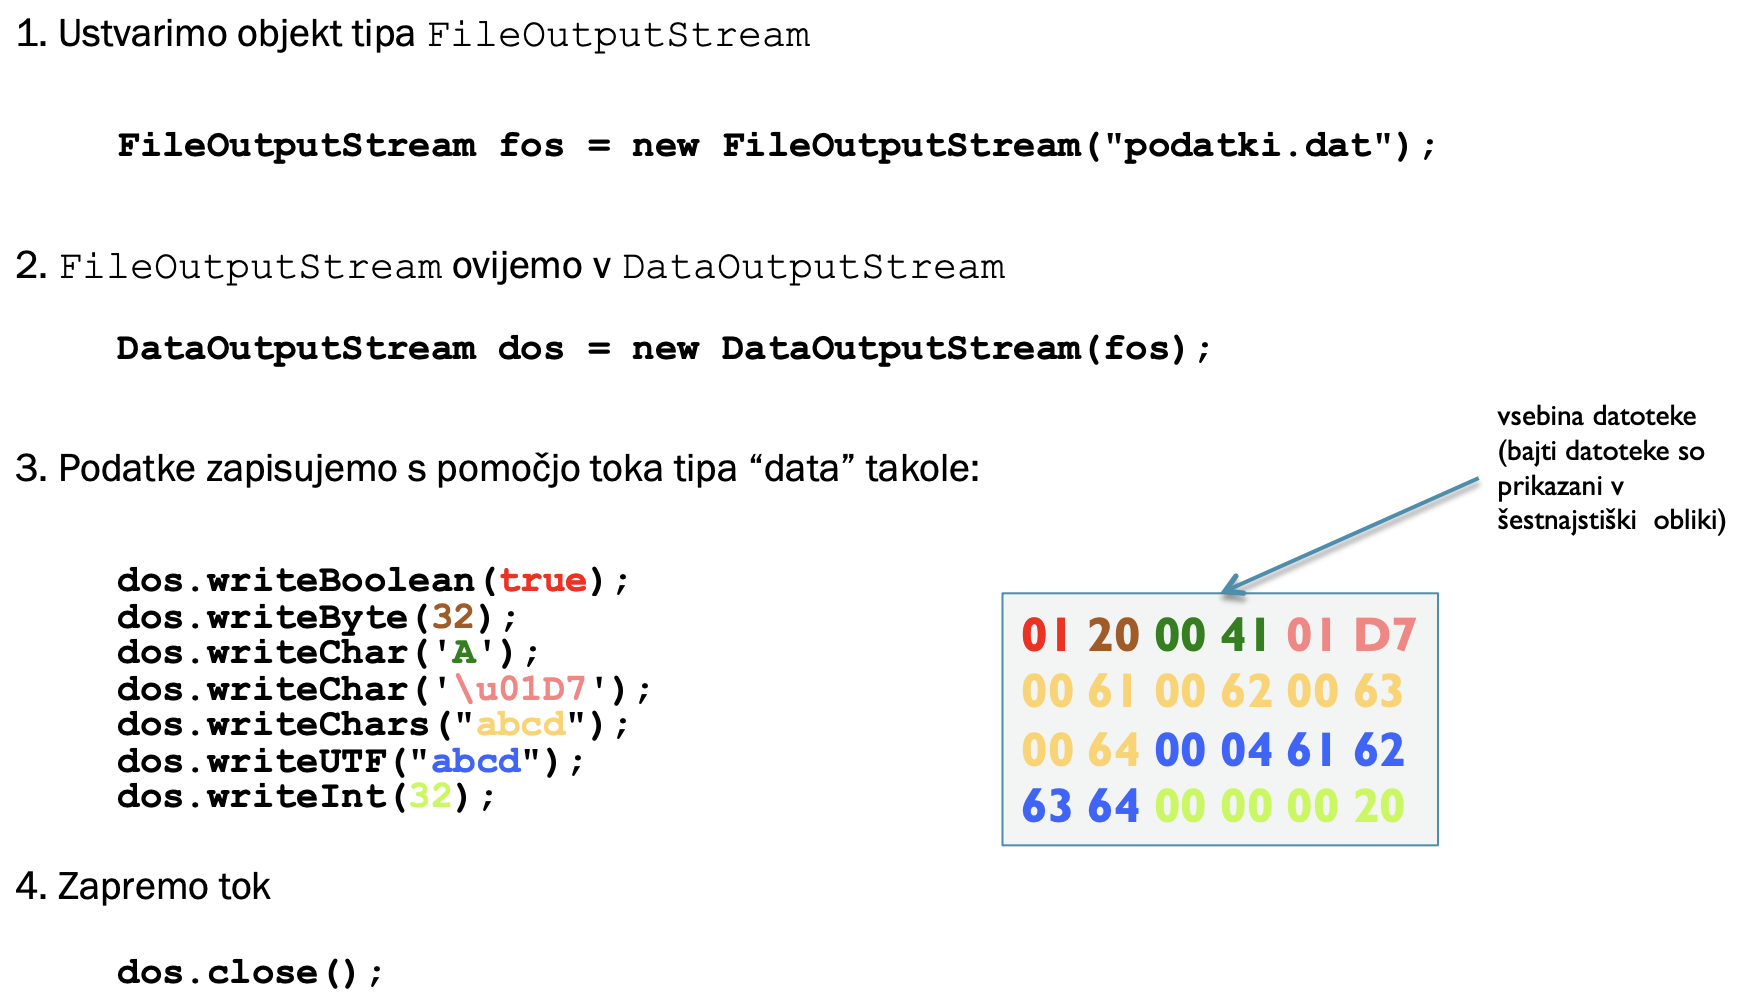 1. Ustvarimo objekt tipa FileOutputStream
FileOutputStream fos = new FileOutputStream("podatki.dat");
2. FileOutputStream ovijemo v DataOutputStream
DataOutputStream dos = new DataOutputStream(fos);
3. Podatke zapisujemo s pomočjo toka tipa “data” takole:
vsebina datoteke
(bajti datoteke so
prikazani v
šestnajstiški obliki)
dos.writeBoolean(true);
dos.writeByte(32);
dos.writeChar('A');
dos.writeChar('\u01D7');
dos.writeChars("abcd");
dos.writeUTF("abcd");
dos.writeInt(32);
01 20 00 41 01 D7
00 61 00 62 00 63
00 64 00 04 61 62
63 64 00 00 00 20
4. Zapremo tok
dos.close();